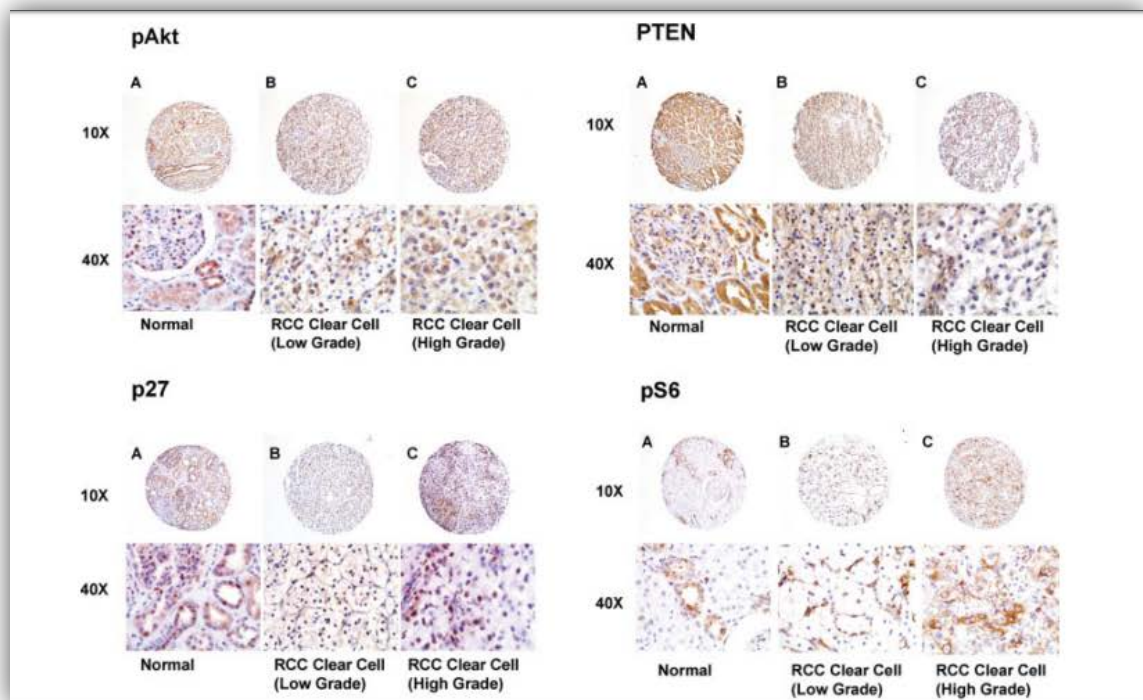 pAkt
A
B
C
10X
40X
Normal
RCC Clear Cell
(Low Grade)
RCC Clear Cell
(High Grade)
PTEN
A
B
C
10X
40X
Normal
RCC Clear Cell
(Low Grade)
RCC Clear Cell
(High Grade)
p27
A
B
C
10X
40X
Normal
RCC Clear Cell
(Low Grade)
RCC Clear Cell
(High Grade)
pS6
A
B
C
10X
40X
Normal
RCC Clear Cell
(Low Grade)
RCC Clear Cell
(High Grade)